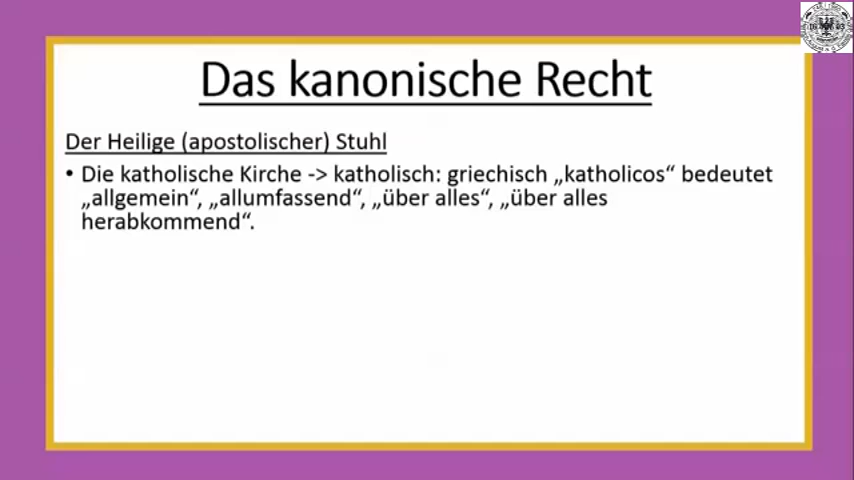 Das kanonische Recht
Der Heilige (apostolischer) Stuhl
• Die katholische Kirche -> katholisch: griechisch „katholicos“ bedeutet
„allgemein“, „allumfassend“, „über alles“, „über alles
herabkommend“.